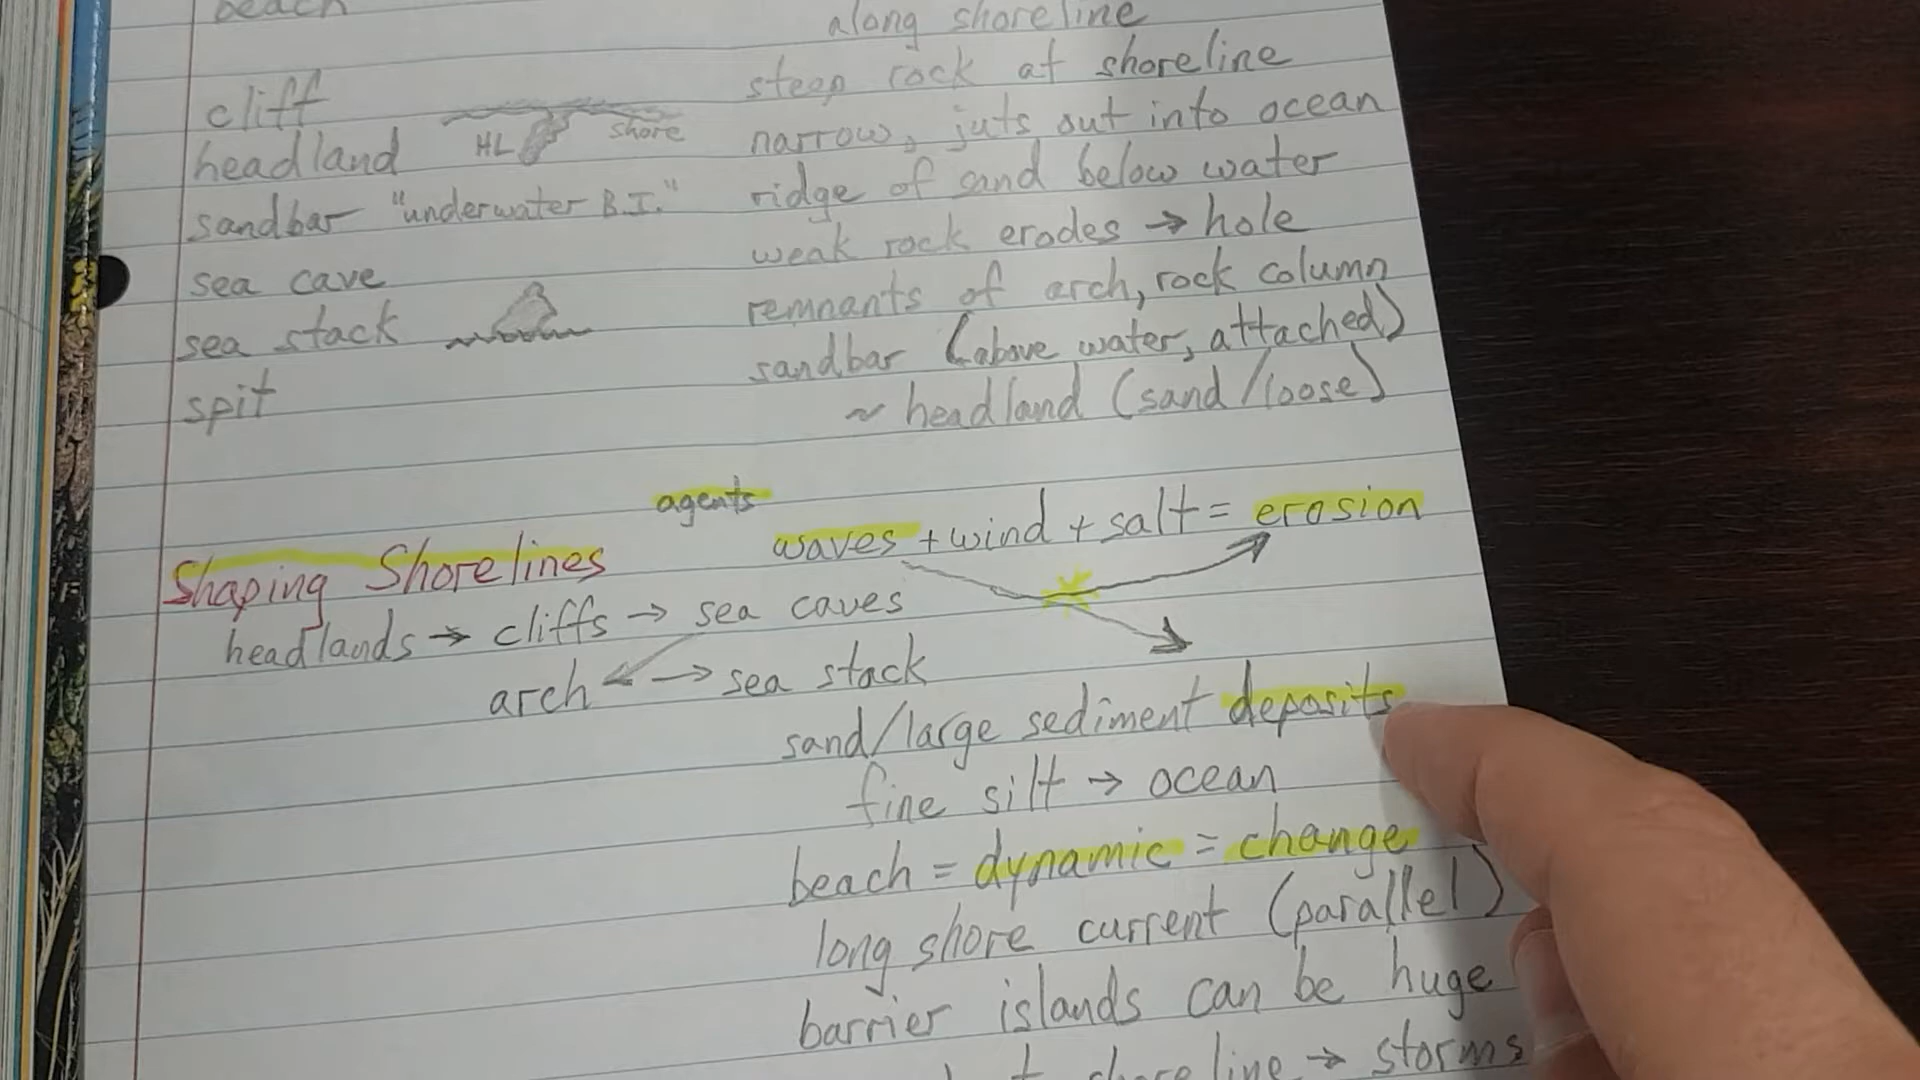 beach
along shoreline
cliff steep rock at shoreline
headland HL shore narrow, juts out into ocean
sandbar "underwater B.I." ridge of sand below water
sea cave weak rock erodes → hole
sea stack remnants of arch, rock column
spit sandbar (above water, attached)
~ headland (sand/loose)
agents
waves + wind + salt = erosion
Shaping Shorelines
headlands → cliffs → sea caves
arch → sea stack
sand/large sediment deposits
fine silt → ocean
beach = dynamic = change
long shore current (parallel)
barrier islands can be huge
shoreline → storms